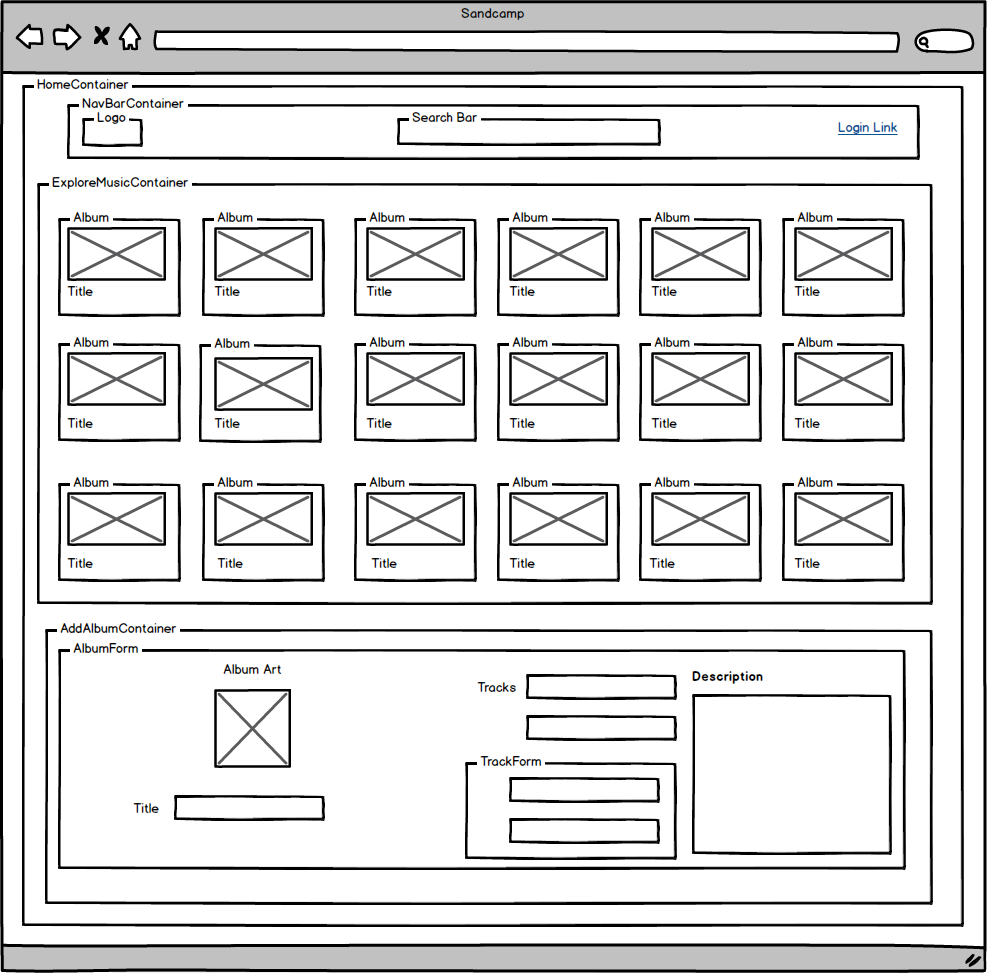 Sandcamp
HomeContainer
NavBarContainer
Logo
Search Bar
Login Link
ExploreMusicContainer
Album Album Album Album Album Album
Title Title Title Title Title Title
Album Album Album Album Album Album
Title Title Title Title Title Title
Album Album Album Album Album Album
Title Title Title Title Title Title
AddAlbumContainer
AlbumForm
Album Art
Title
Tracks
TrackForm
Description